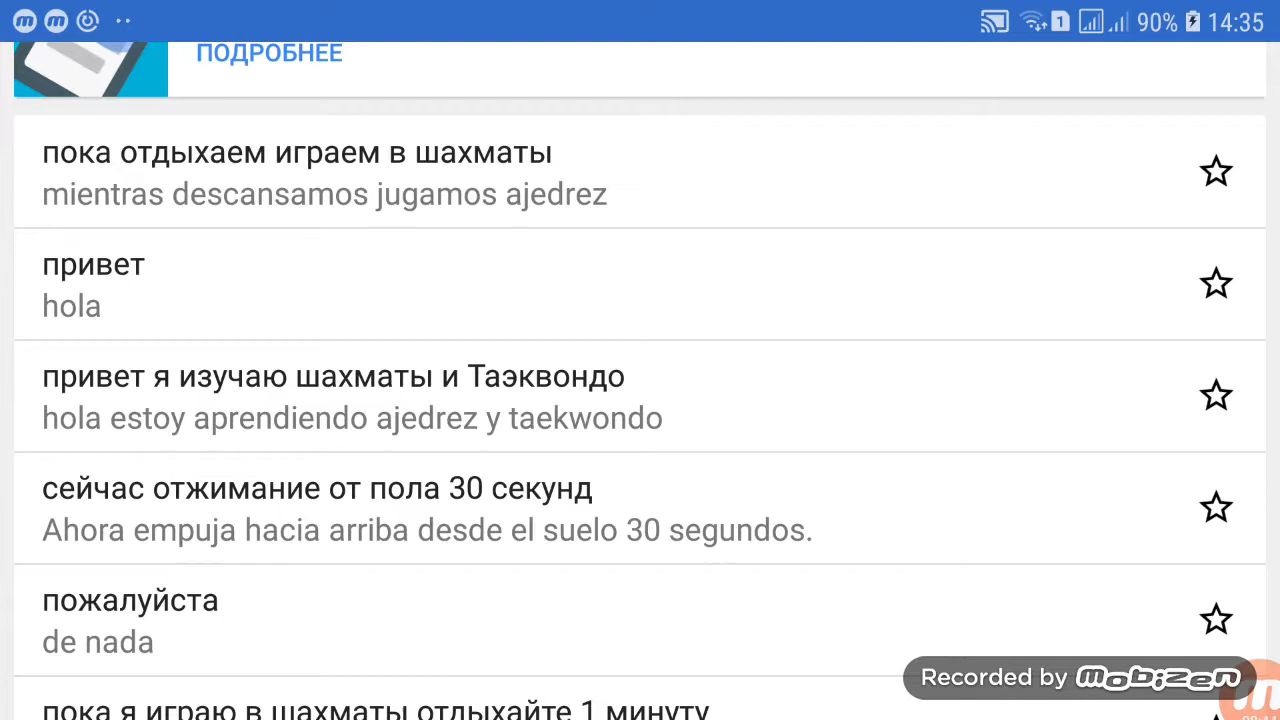 1 90% 14:35
ПОДРОБНЕЕ
пока отдыхаем играем в шахматы
mientras descansamos jugamos ajedrez
привет
hola
привет я изучаю шахматы и Таэквондо
hola estoy aprendiendo ajedrez y taekwondo
сейчас отжимание от пола 30 секунд
Ahora empuja hacia arriba desde el suelo 30 segundos.
пожалуйста
de nada
Recorded by mobizen
пока я играю в шахматы отдыхайте 1 минуту